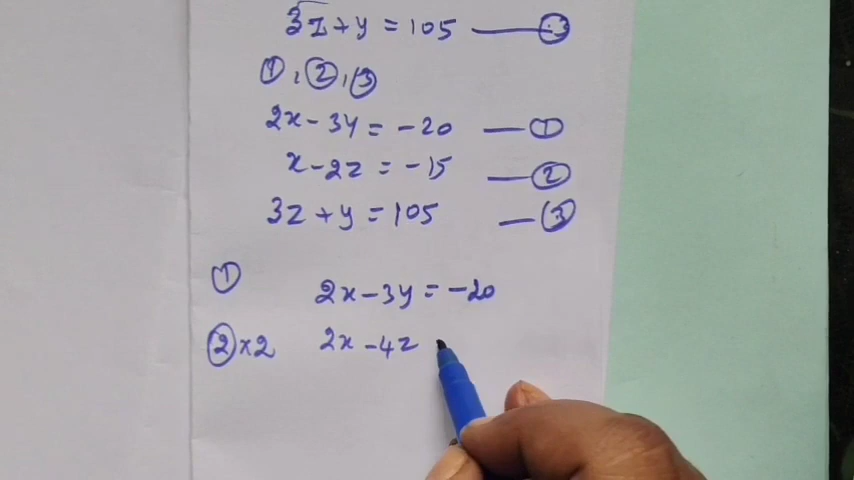 3z + y = 105 —— ③
①, ②, ③
2x - 3y = -20 — ①
x - 2z = -15 — ②
3z + y = 105 — ③
① 2x - 3y = -20
② × 2 2x - 4z